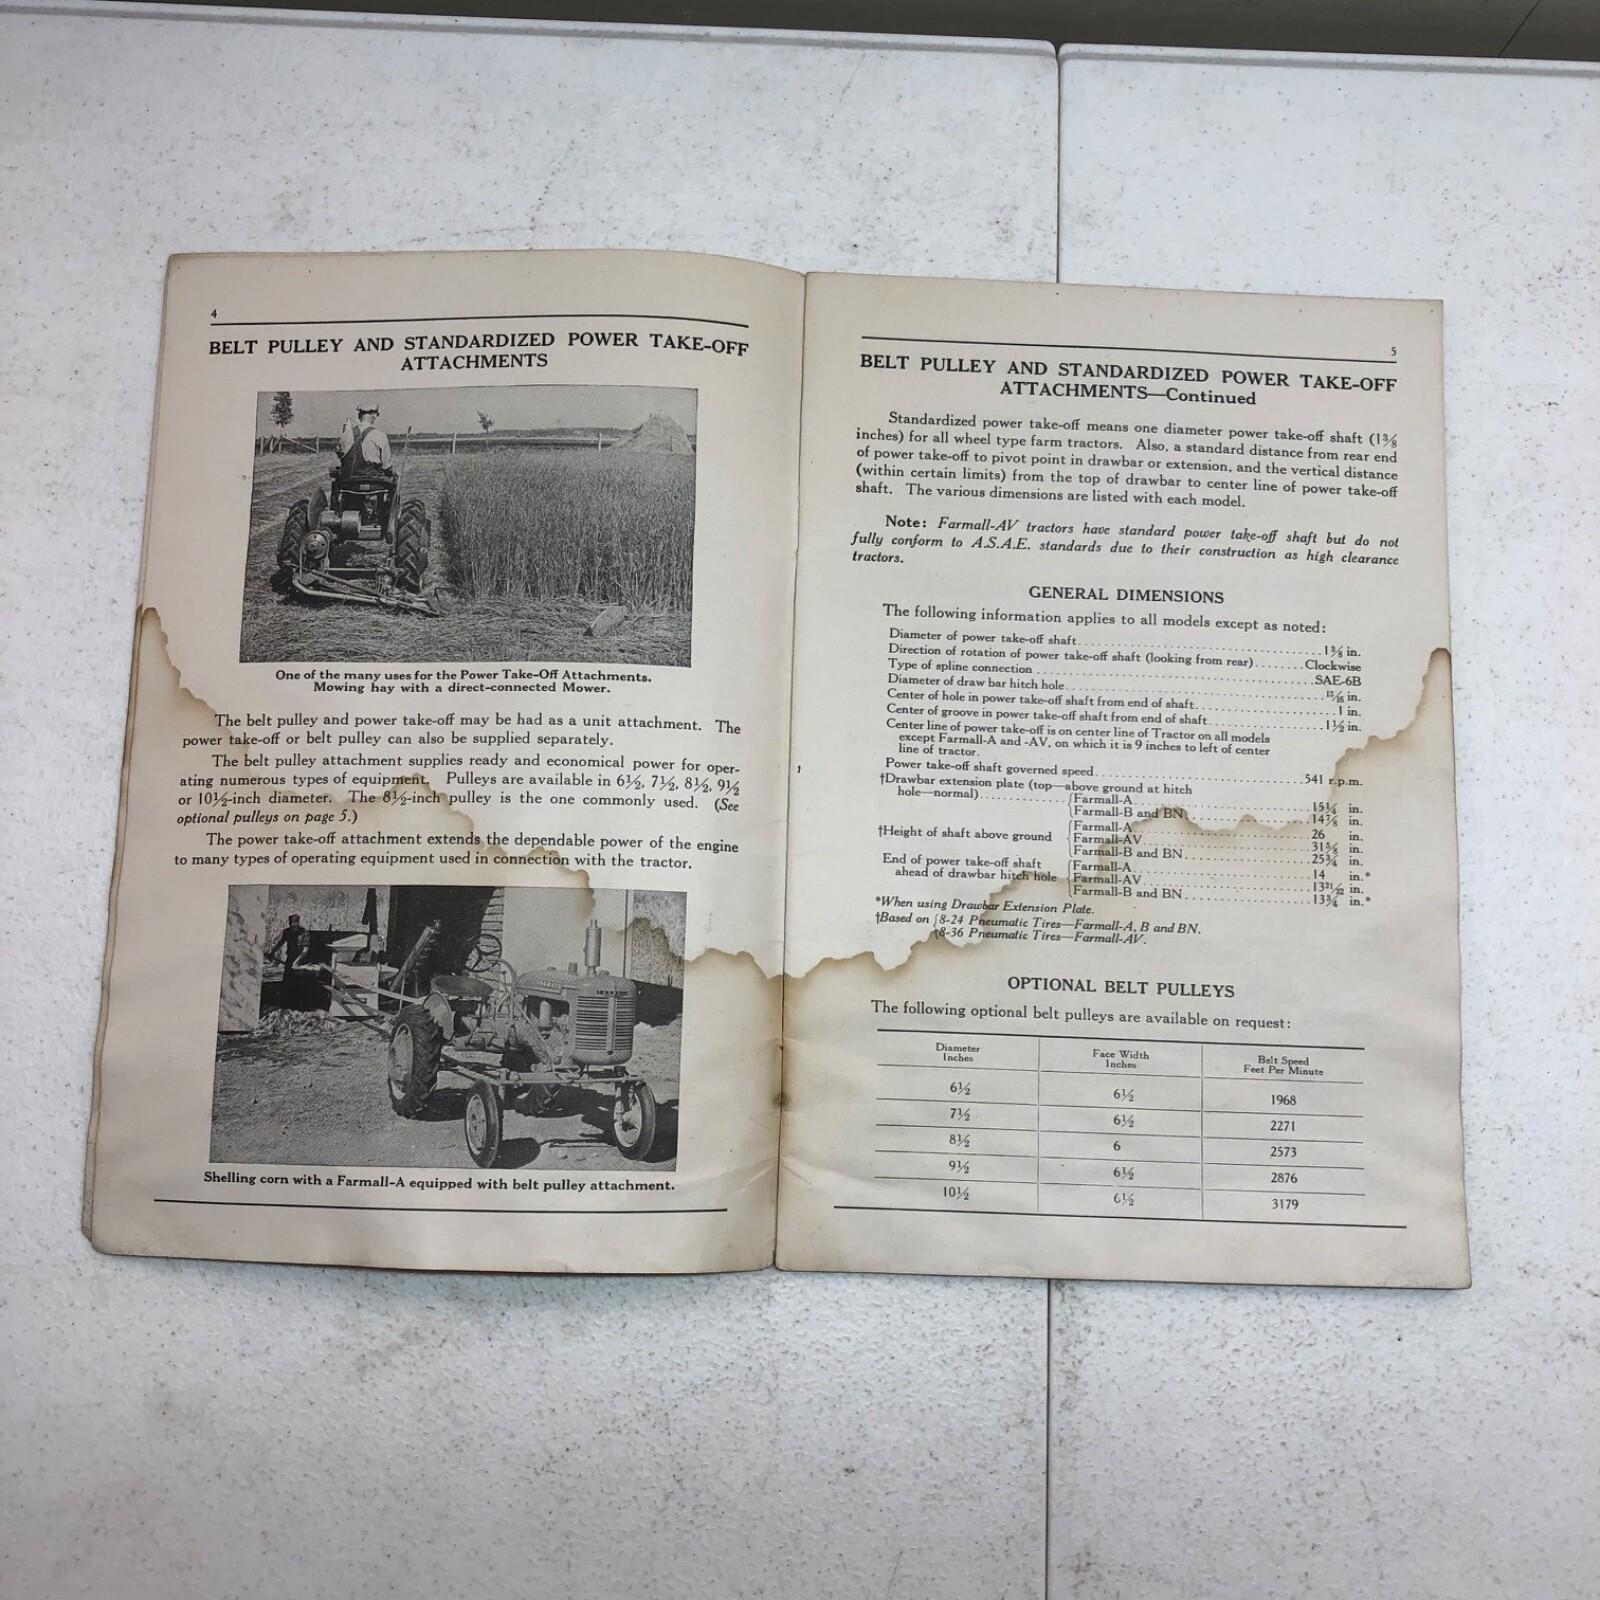 4
BELT PULLEY AND STANDARDIZED POWER TAKE-OFF
ATTACHMENTS
One of the many uses for the Power Take-Off Attachments.
Mowing hay with a direct-connected Mower.
The belt pulley and power take-off may be had as a unit attachment. The
power take-off or belt pulley can also be supplied separately.
The belt pulley attachment supplies ready and economical power for oper-
ating numerous types of equipment. Pulleys are available in 6½, 7½, 8½, 9½
or 10½-inch diameter. The 8½-inch pulley is the one commonly used. (See
optional pulleys on page 5.)
The power take-off attachment extends the dependable power of the engine
to many types of operating equipment used in connection with the tractor.
Shelling corn with a Farmall-A equipped with belt pulley attachment.
5
BELT PULLEY AND STANDARDIZED POWER TAKE-OFF
ATTACHMENTS—Continued
Standardized power take-off means one diameter power take-off shaft (1⅜
inches) for all wheel type farm tractors. Also, a standard distance from rear end
of power take-off to pivot point in drawbar or extension, and the vertical distance
(within certain limits) from the top of drawbar to center line of power take-off
shaft. The various dimensions are listed with each model.
Note: Farmall-AV tractors have standard power take-off shaft but do not
fully conform to A.S.A.E. standards due to their construction as high clearance
tractors.
GENERAL DIMENSIONS
The following information applies to all models except as noted:
Diameter of power take-off shaft 1⅜ in.
Direction of rotation of power take-off shaft (looking from rear) Clockwise
Type of spline connection SAE-6B
Diameter of draw bar hitch hole in.
Center of hole in power take-off shaft from end of shaft 1 in.
Center of groove in power take-off shaft from end of shaft 1½ in.
Center line of power take-off is on center line of Tractor on all models
except Farmall-A and -AV, on which it is 9 inches to left of center
line of tractor.
Power take-off shaft governed speed 541 r.p.m.
†Drawbar extension plate (top—above ground at hitch
hole—normal) Farmall-A 15¼ in.
Farmall-B and BN 14⅞ in.
†Height of shaft above ground Farmall-A 26 in.
Farmall-AV 31⅝ in.
Farmall-B and BN 25¾ in.
End of power take-off shaft
ahead of drawbar hitch hole Farmall-A 14 in.*
Farmall-AV 13 21/32 in.
Farmall-B and BN 13¾ in.*
*When using Drawbar Extension Plate.
†Based on 8-24 Pneumatic Tires—Farmall-A, B and BN.
8-36 Pneumatic Tires—Farmall-AV.
OPTIONAL BELT PULLEYS
The following optional belt pulleys are available on request:
Diameter Inches Face Width Inches Belt Speed Feet Per Minute
6½ 6½ 1968
7½ 6½ 2271
8½ 6 2573
9½ 6½ 2876
10½ 6½ 3179